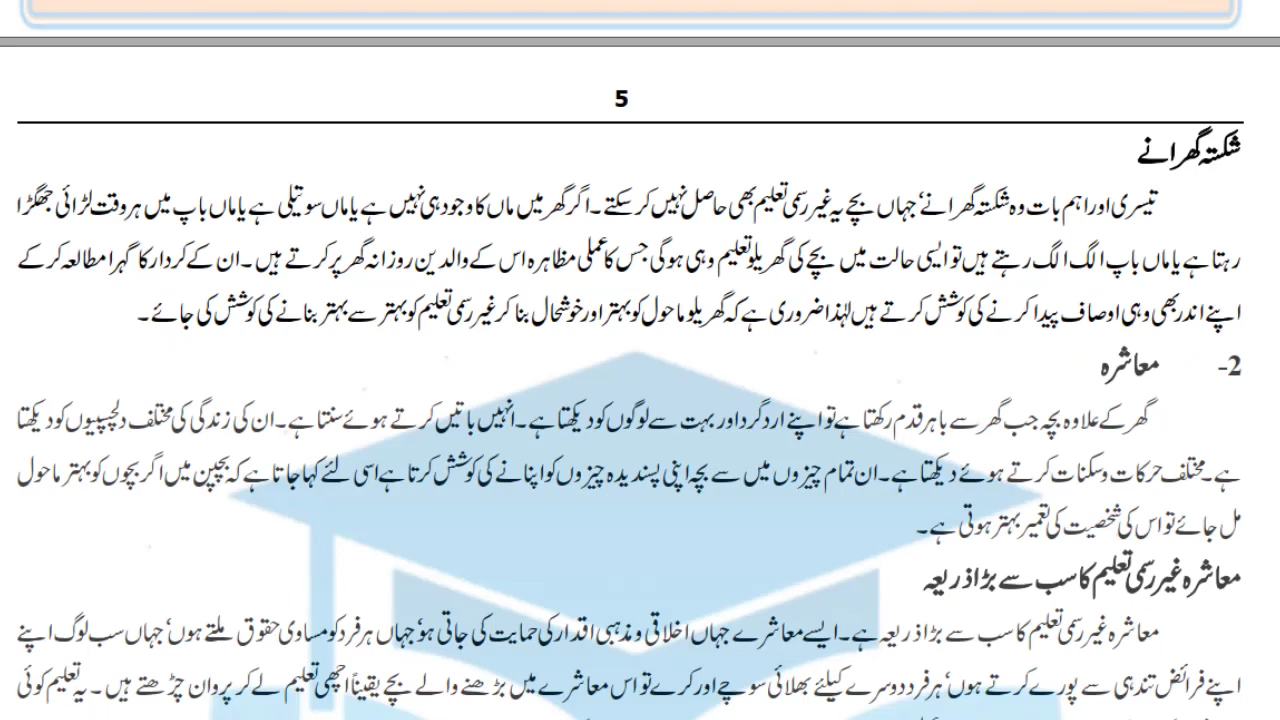 5
شکستہ گھرانے
تیسری اور اہم بات وہ شکستہ گھرانے‘ جہاں بچے یہ غیر رسمی تعلیم بھی حاصل نہیں کر سکتے۔ اگر گھر میں ماں کا وجود ہی نہیں ہے یا ماں سوتیلی ہے یا ماں باپ میں ہر وقت لڑائی جھگڑا
رہتا ہے یا ماں باپ الگ الگ رہتے ہیں تو ایسی حالت میں بچے کی گھریلو تعلیم وہی ہوگی جس کا عملی مظاہرہ اس کے والدین روزانہ گھر پر کرتے ہیں۔ ان کے کردار کا گہرا مطالعہ کر کے
اپنے اندر بھی وہی اوصاف پیدا کرنے کی کوشش کرتے ہیں لہٰذا ضروری ہے کہ گھریلو ماحول کو بہتر اور خوشحال بنا کر غیر رسمی تعلیم کو بہتر سے بہتر بنانے کی کوشش کی جائے۔
2- معاشرہ
گھر کے علاوہ بچہ جب گھر سے باہر قدم رکھتا ہے تو اپنے ارد گرد اور بہت سے لوگوں کو دیکھتا ہے۔ انہیں باتیں کرتے ہوئے سنتا ہے۔ ان کی زندگی کی مختلف دلچسپیوں کو دیکھتا
ہے۔ مختلف حرکات و سکنات کرتے ہوئے دیکھتا ہے۔ ان تمام چیزوں میں سے بچہ اپنی پسندیدہ چیزوں کو اپنانے کی کوشش کرتا ہے اسی لئے کہا جاتا ہے کہ بچپن میں اگر بچوں کو بہتر ماحول
مل جائے تو اس کی شخصیت کی تعمیر بہتر ہوتی ہے۔
معاشرہ غیر رسمی تعلیم کا سب سے بڑا ذریعہ
معاشرہ غیر رسمی تعلیم کا سب سے بڑا ذریعہ ہے۔ ایسے معاشرے جہاں اخلاقی و مذہبی اقدار کی حمایت کی جاتی ہو‘ جہاں ہر فرد کو مساوی حقوق ملتے ہوں‘ جہاں سب لوگ اپنے
اپنے فرائض تندہی سے پورے کرتے ہوں‘ ہر فرد دوسرے کیلئے بھلائی سوچے اور کرے تو اس معاشرے میں بڑھنے والے بچے یقیناً اچھی تعلیم لے کر پروان چڑھتے ہیں۔ یہ تعلیم کوئی